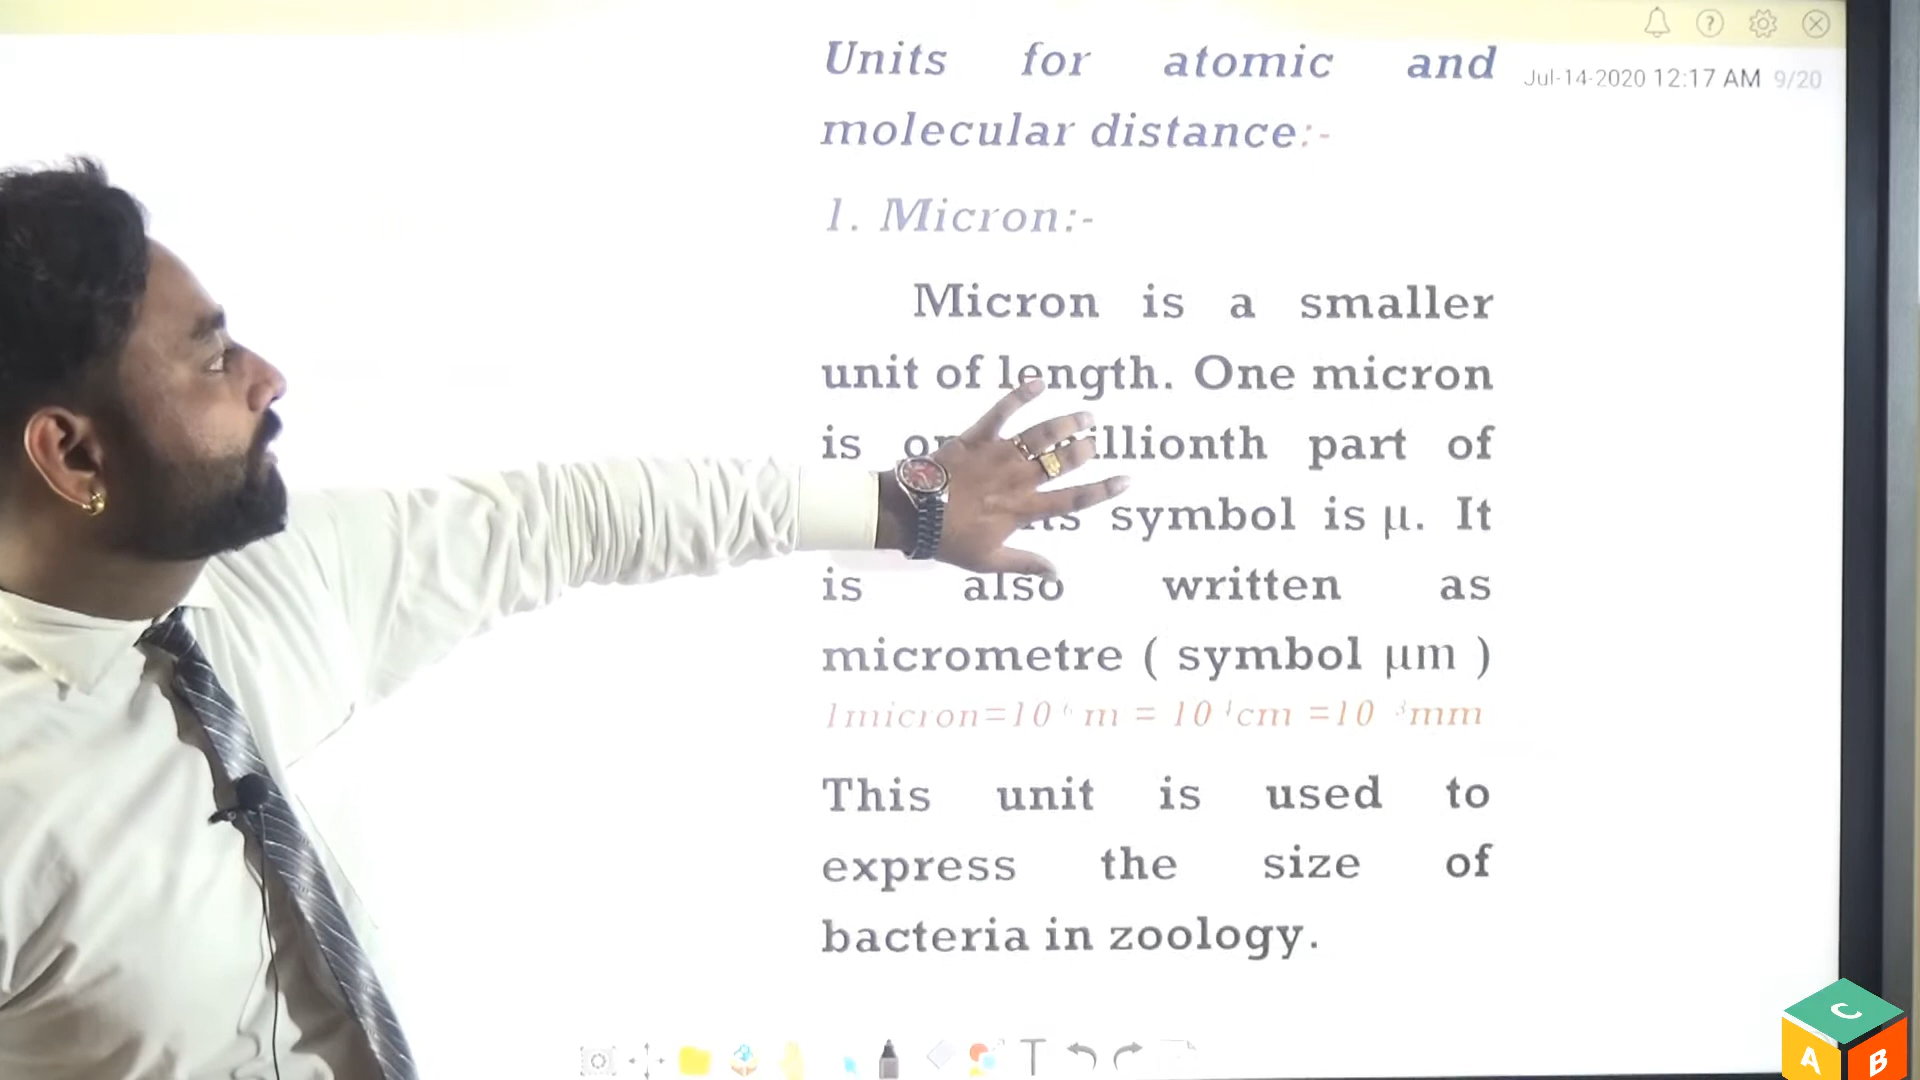 Units for atomic and
Jul-14-2020 12:17 AM 9/20
molecular distance:-
1. Micron:-
Micron is a smaller
unit of length. One micron
is part of
symbol is μ. It
is also written as
micrometre ( symbol μm )
1micron=10 m = 10 cm =10 ⁻³mm
This unit is used to
express the size of
bacteria in zoology.
C
A B